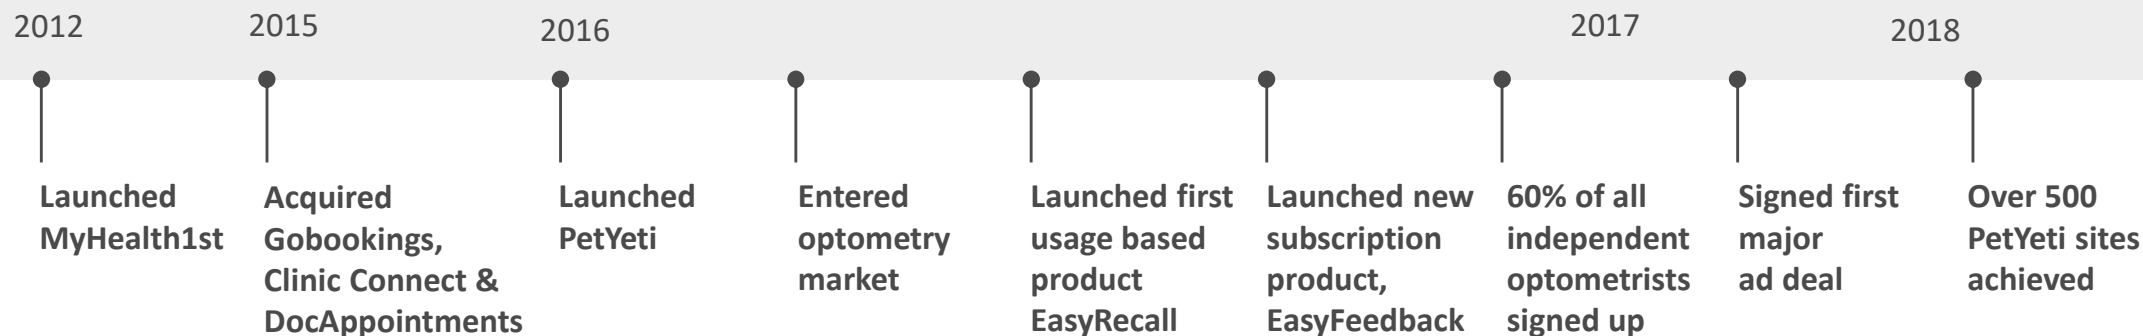 2012
2015
2016
2017
2018
Launched
MyHealth1st
Acquired
Gobookings,
Clinic Connect &
DocAppointments
Launched
PetYeti
Entered
optometry
market
Launched first
usage based
product
EasyRecall
Launched new
subscription
product,
EasyFeedback
60% of all
independent
optometrists
signed up
Signed first
major
ad deal
Over 500
PetYeti sites
achieved